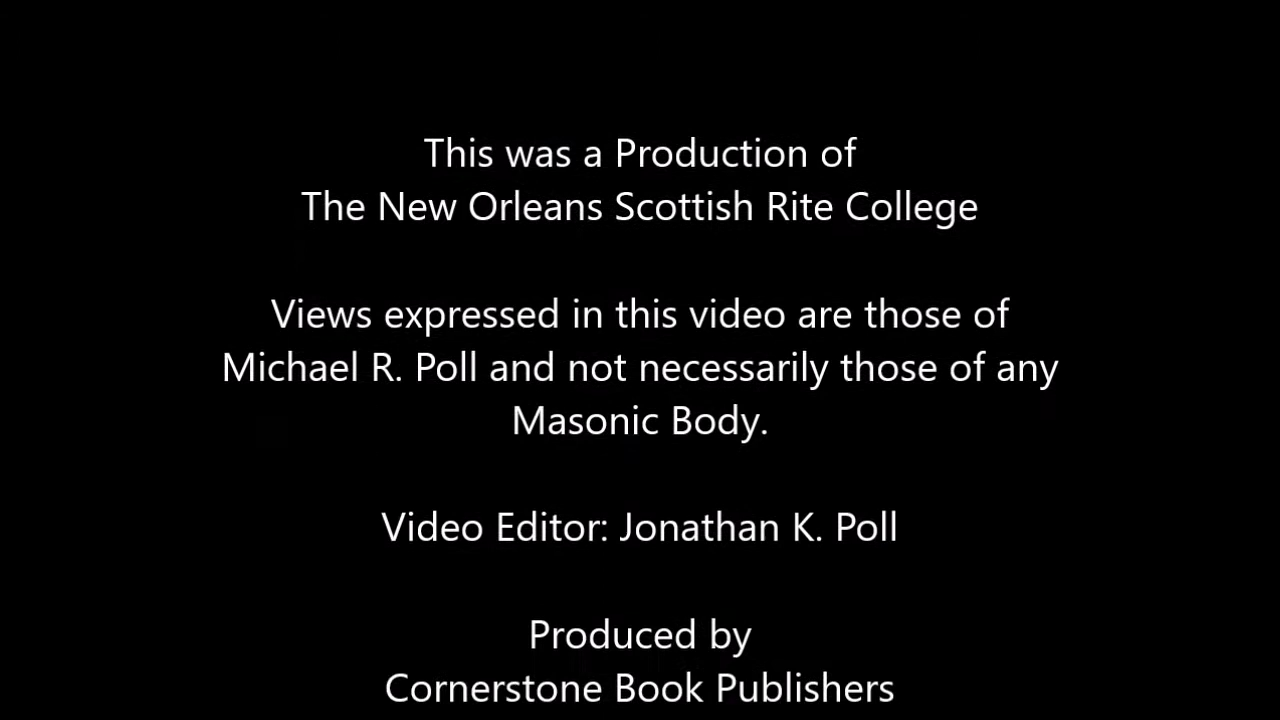 This was a Production of
The New Orleans Scottish Rite College
Views expressed in this video are those of
Michael R. Poll and not necessarily those of any
Masonic Body.
Video Editor: Jonathan K. Poll
Produced by
Cornerstone Book Publishers